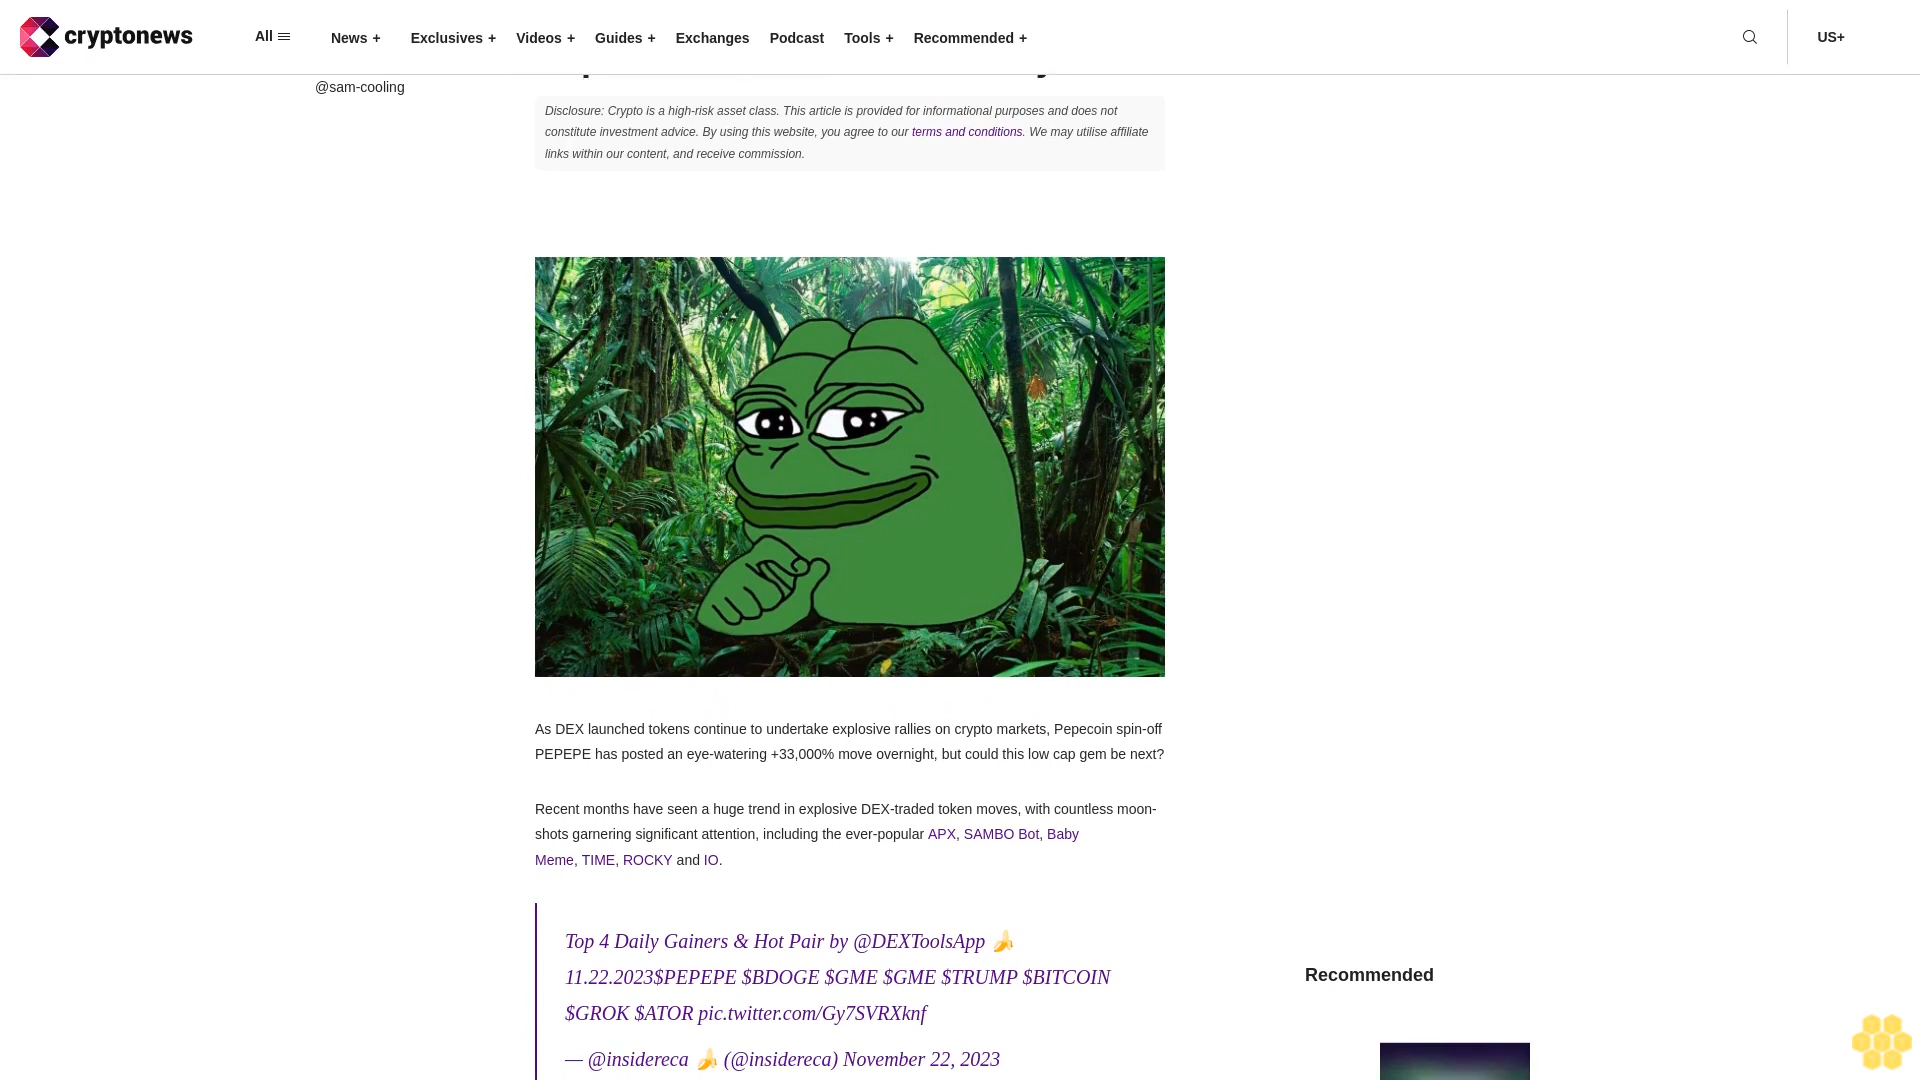 cryptonews
All
News +
Exclusives +
Videos +
Guides +
Exchanges
Podcast
Tools +
Recommended +
US+
@sam-cooling
Disclosure: Crypto is a high-risk asset class. This article is provided for informational purposes and does not
constitute investment advice. By using this website, you agree to our terms and conditions. We may utilise affiliate
links within our content, and receive commission.
As DEX launched tokens continue to undertake explosive rallies on crypto markets, Pepecoin spin-off
PEPEPE has posted an eye-watering +33,000% move overnight, but could this low cap gem be next?
Recent months have seen a huge trend in explosive DEX-traded token moves, with countless moon-
shots garnering significant attention, including the ever-popular APX, SAMBO Bot, Baby
Meme, TIME, ROCKY and IO.
Top 4 Daily Gainers & Hot Pair by @DEXToolsApp 🍌
11.22.2023$PEPEPE $BDOGE $GME $GME $TRUMP $BITCOIN
$GROK $ATOR pic.twitter.com/Gy7SVRXknf
— @insidereca 🍌 (@insidereca) November 22, 2023
Recommended